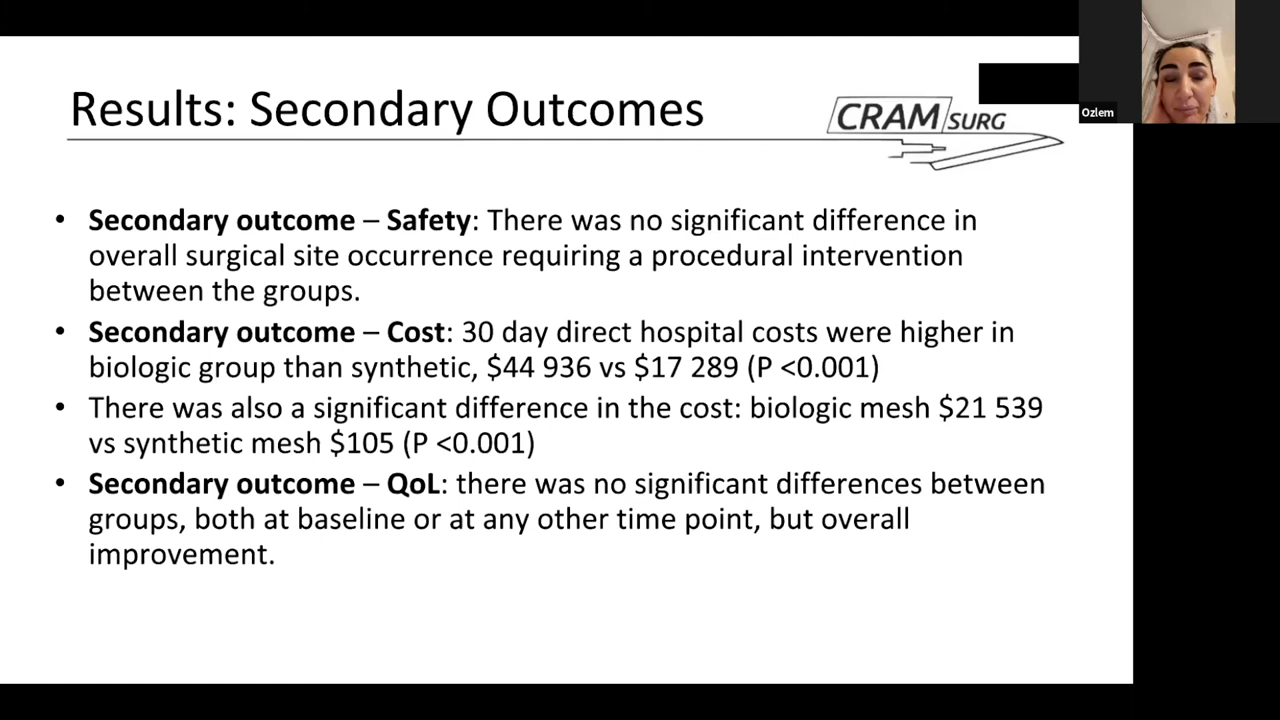 Results: Secondary Outcomes
CRAM SURG
Ozlem
• Secondary outcome – Safety: There was no significant difference in
overall surgical site occurrence requiring a procedural intervention
between the groups.
• Secondary outcome – Cost: 30 day direct hospital costs were higher in
biologic group than synthetic, $44 936 vs $17 289 (P <0.001)
• There was also a significant difference in the cost: biologic mesh $21 539
vs synthetic mesh $105 (P <0.001)
• Secondary outcome – QoL: there was no significant differences between
groups, both at baseline or at any other time point, but overall
improvement.